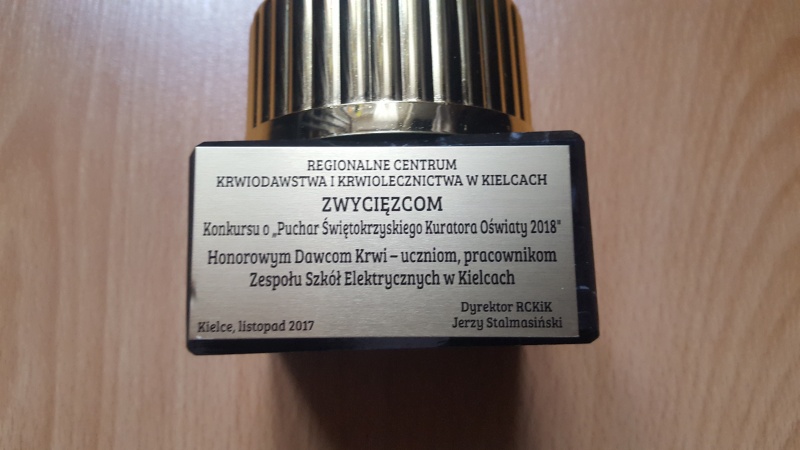 REGIONALNE CENTRUM
KRWIODAWSTWA I KRWIOLECZNICTWA W KIELCACH
ZWYCIĘZCOM
Konkursu o „Puchar Świętokrzyskiego Kuratora Oświaty 2018"
Honorowym Dawcom Krwi – uczniom, pracownikom
Zespołu Szkół Elektrycznych w Kielcach
Dyrektor RCKiK
Kielce, listopad 2017 Jerzy Stalmasiński